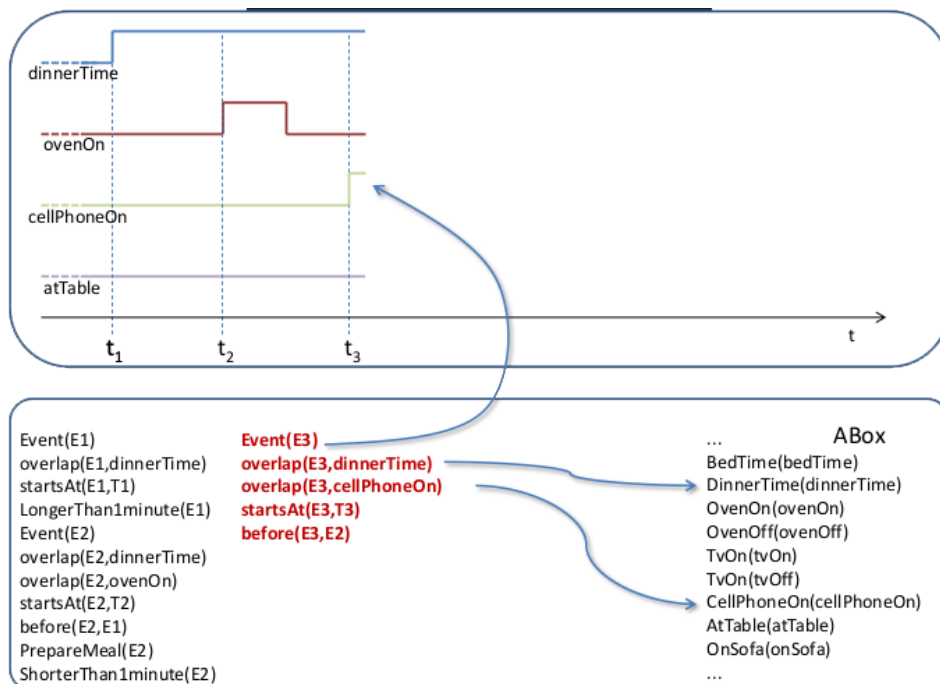 dinnerTime
ovenOn
cellPhoneOn
atTable
t
t1 t2 t3
Event(E1)
overlap(E1,dinnerTime)
startsAt(E1,T1)
LongerThan1minute(E1)
Event(E2)
overlap(E2,dinnerTime)
overlap(E2,ovenOn)
startsAt(E2,T2)
before(E2,E1)
PrepareMeal(E2)
ShorterThan1minute(E2)
Event(E3)
overlap(E3,dinnerTime)
overlap(E3,cellPhoneOn)
startsAt(E3,T3)
before(E3,E2)
ABox
...
BedTime(bedTime)
DinnerTime(dinnerTime)
OvenOn(ovenOn)
OvenOff(ovenOff)
TvOn(tvOn)
TvOn(tvOff)
CellPhoneOn(cellPhoneOn)
AtTable(atTable)
OnSofa(onSofa)
...